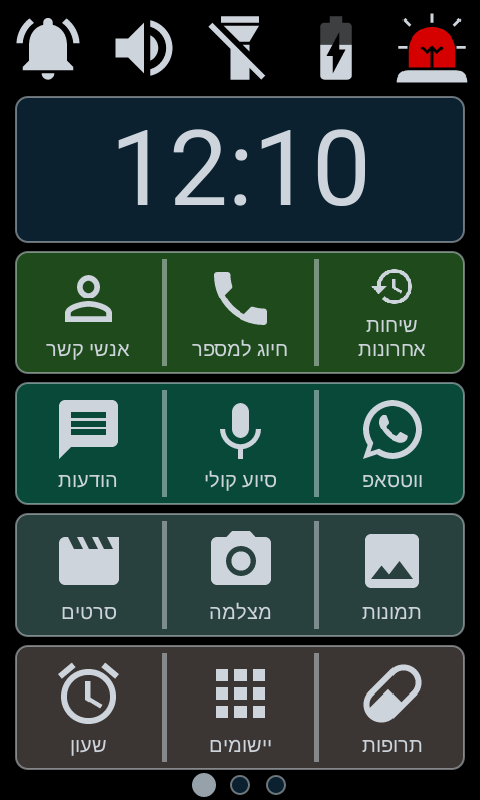 12:10
שיחות
אחרונות
חיוג למספר
אנשי קשר
ווטסאפ
סיוע קולי
הודעות
תמונות
מצלמה
סרטים
תרופות
יישומים
שעון